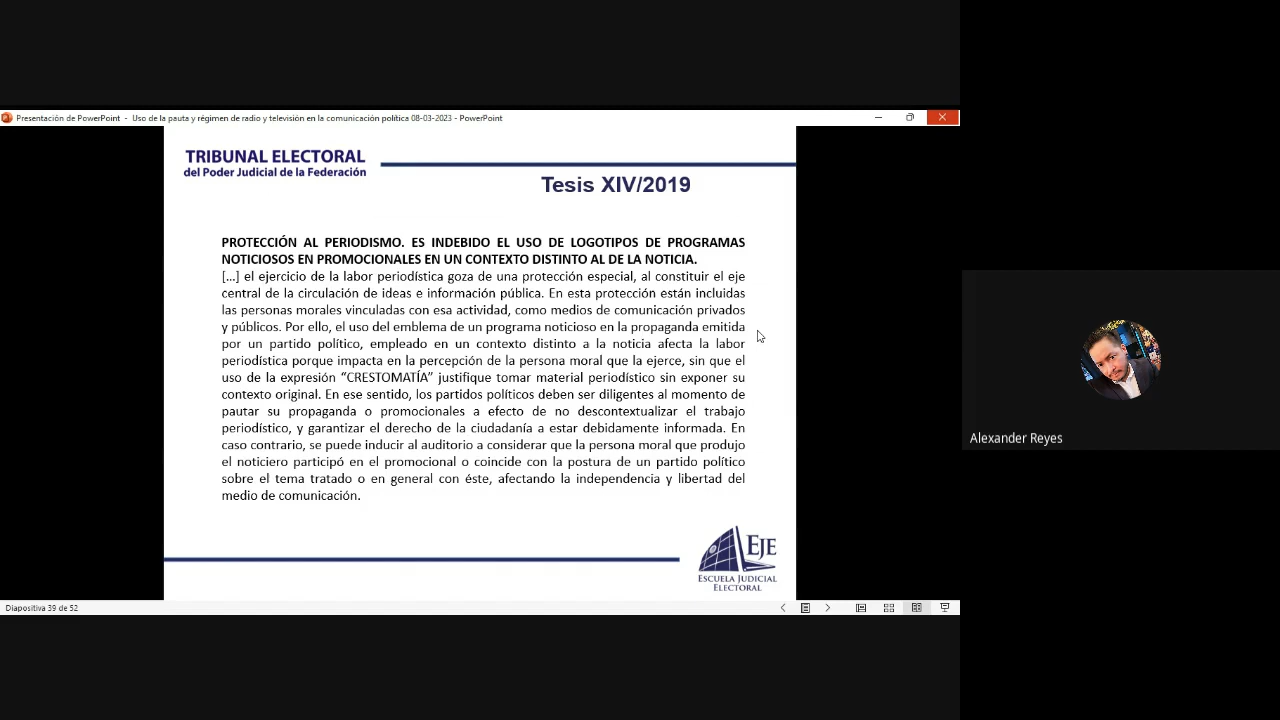 Presentación de PowerPoint - Uso de la pauta y régimen de radio y televisión en la comunicación política 08-03-2023 - PowerPoint
TRIBUNAL ELECTORAL
del Poder Judicial de la Federación
Tesis XIV/2019
PROTECCIÓN AL PERIODISMO. ES INDEBIDO EL USO DE LOGOTIPOS DE PROGRAMAS
NOTICIOSOS EN PROMOCIONALES EN UN CONTEXTO DISTINTO AL DE LA NOTICIA.
[...] el ejercicio de la labor periodística goza de una protección especial, al constituir el eje
central de la circulación de ideas e información pública. En esta protección están incluidas
las personas morales vinculadas con esa actividad, como medios de comunicación privados
y públicos. Por ello, el uso del emblema de un programa noticioso en la propaganda emitida
por un partido político, empleado en un contexto distinto a la noticia afecta la labor
periodística porque impacta en la percepción de la persona moral que la ejerce, sin que el
uso de la expresión “CRESTOMATÍA” justifique tomar material periodístico sin exponer su
contexto original. En ese sentido, los partidos políticos deben ser diligentes al momento de
pautar su propaganda o promocionales a efecto de no descontextualizar el trabajo
periodístico, y garantizar el derecho de la ciudadanía a estar debidamente informada. En
caso contrario, se puede inducir al auditorio a considerar que la persona moral que produjo
el noticiero participó en el promocional o coincide con la postura de un partido político
sobre el tema tratado o en general con éste, afectando la independencia y libertad del
medio de comunicación.
EJE
ESCUELA JUDICIAL
ELECTORAL
Diapositiva 39 de 52
Alexander Reyes